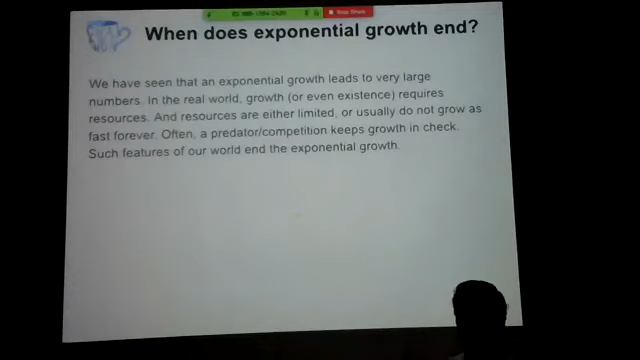 When does exponential growth end?
We have seen that an exponential growth leads to very large
numbers. In the real world, growth (or even existence) requires
resources. And resources are either limited, or usually do not grow as
fast forever. Often, a predator/competition keeps growth in check.
Such features of our world end the exponential growth.